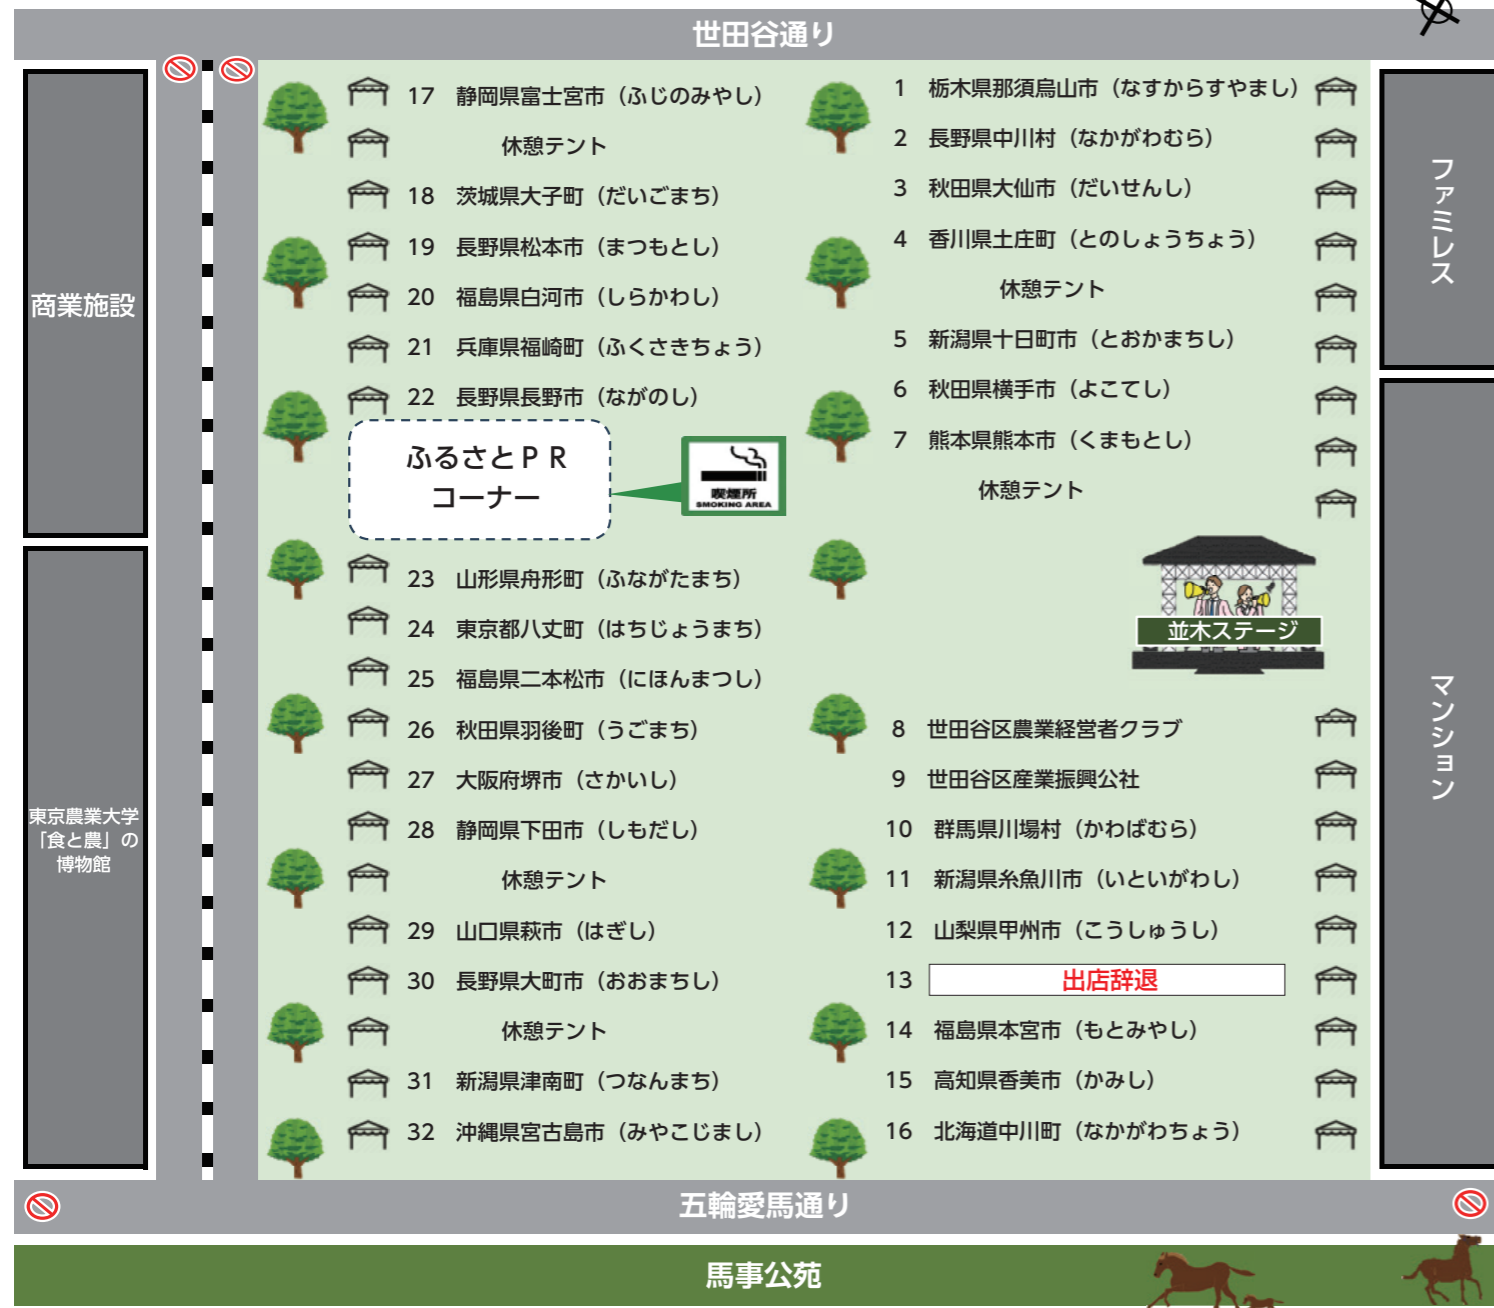 世田谷通り
商業施設
東京農業大学
「食と農」の
博物館
17 静岡県富士宮市（ふじのみやし）
休憩テント
18 茨城県大子町（だいごまち）
19 長野県松本市（まつもとし）
20 福島県白河市（しらかわし）
21 兵庫県福崎町（ふくさきちょう）
22 長野県長野市（ながのし）
ふるさとＰＲ
コーナー
喫煙所
SMOKING AREA
23 山形県舟形町（ふながたまち）
24 東京都八丈町（はちじょうまち）
25 福島県二本松市（にほんまつし）
26 秋田県羽後町（うごまち）
27 大阪府堺市（さかいし）
28 静岡県下田市（しもだし）
休憩テント
29 山口県萩市（はぎし）
30 長野県大町市（おおまちし）
休憩テント
31 新潟県津南町（つなんまち）
32 沖縄県宮古島市（みやこじまし）
1 栃木県那須烏山市（なすからすやまし）
2 長野県中川村（なかがわむら）
3 秋田県大仙市（だいせんし）
4 香川県土庄町（とのしょうちょう）
休憩テント
5 新潟県十日町市（とおかまちし）
6 秋田県横手市（よこてし）
7 熊本県熊本市（くまもとし）
休憩テント
並木ステージ
8 世田谷区農業経営者クラブ
9 世田谷区産業振興公社
10 群馬県川場村（かわばむら）
11 新潟県糸魚川市（いといがわし）
12 山梨県甲州市（こうしゅうし）
13 出店辞退
14 福島県本宮市（もとみやし）
15 高知県香美市（かみし）
16 北海道中川町（なかがわちょう）
ファミレス
マンション
五輪愛馬通り
馬事公苑